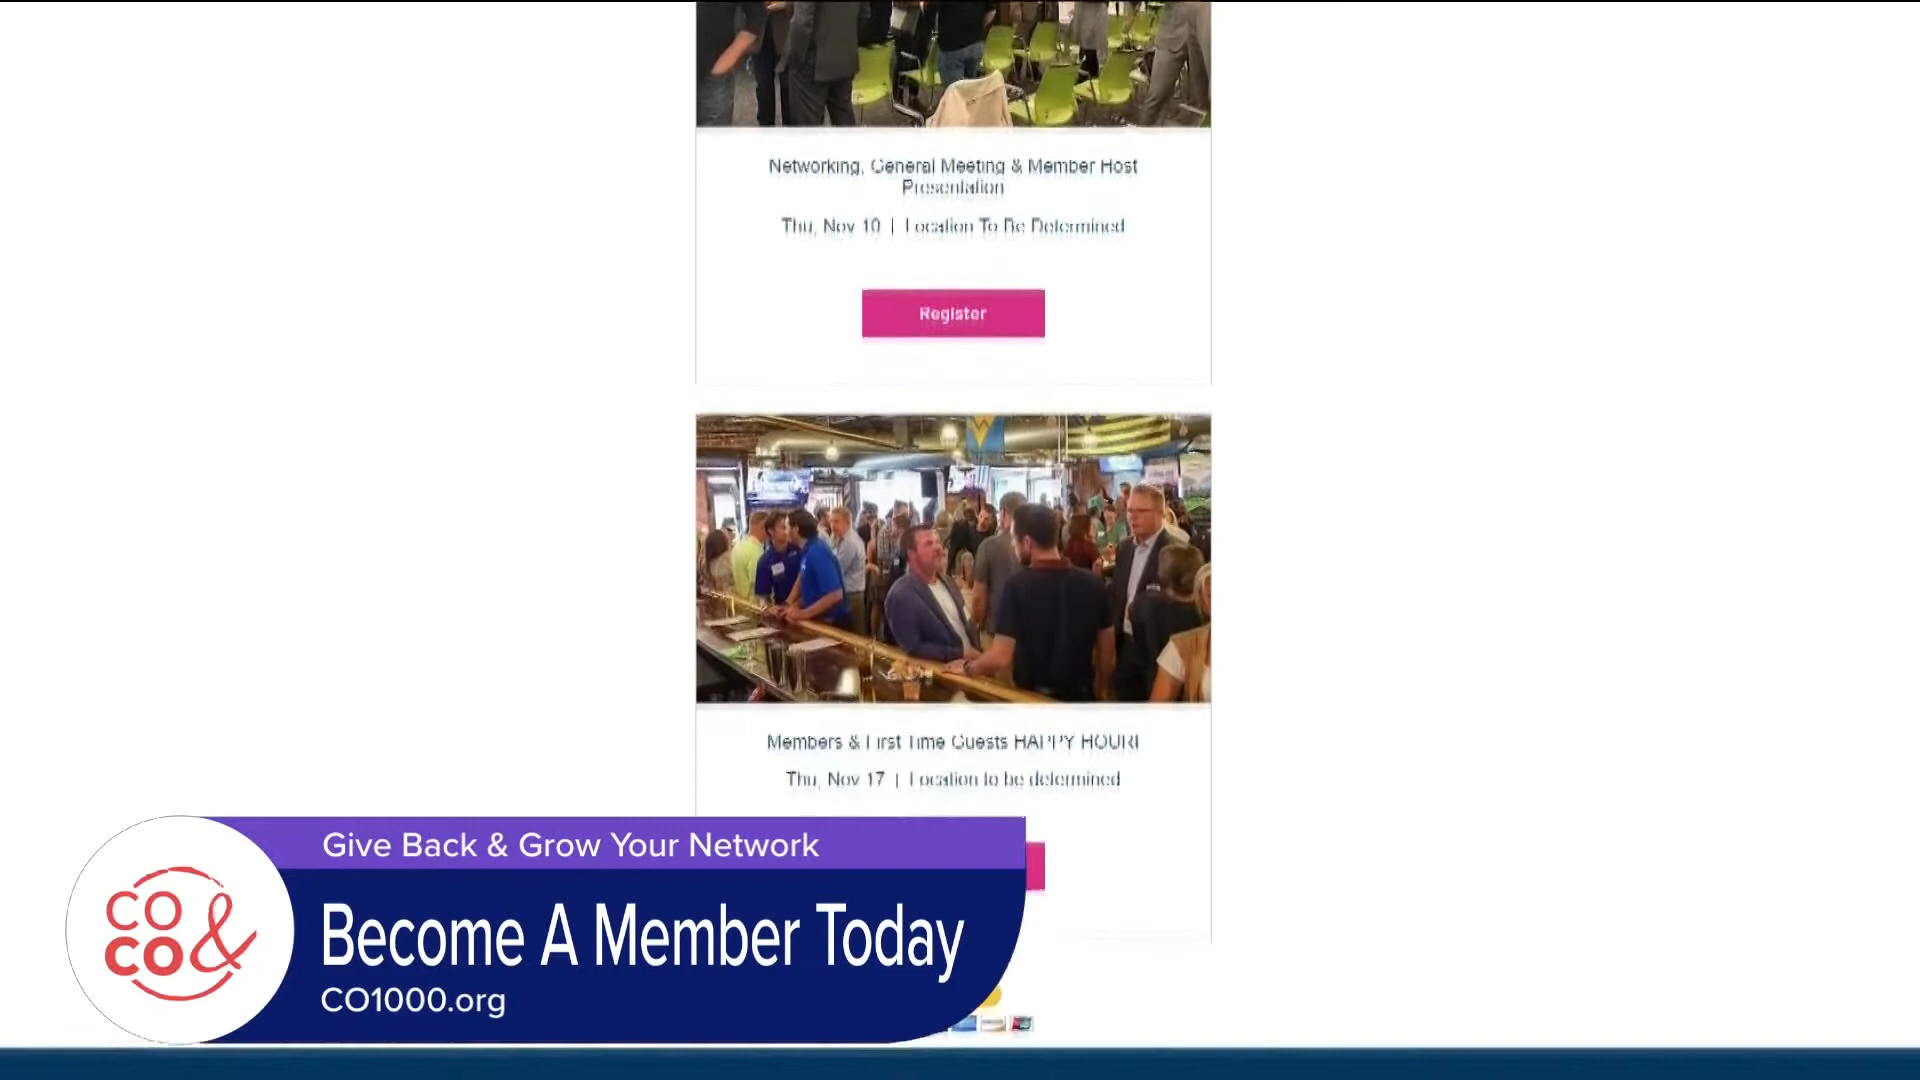 Networking, General Meeting & Member Host
Presentation
Thu, Nov 10 | Location To Be Determined
Register
Members & First Time Guests HAPPY HOUR!
Thu, Nov 17 | Location to be determined
Give Back & Grow Your Network
CO
CO&
Become A Member Today
CO1000.org